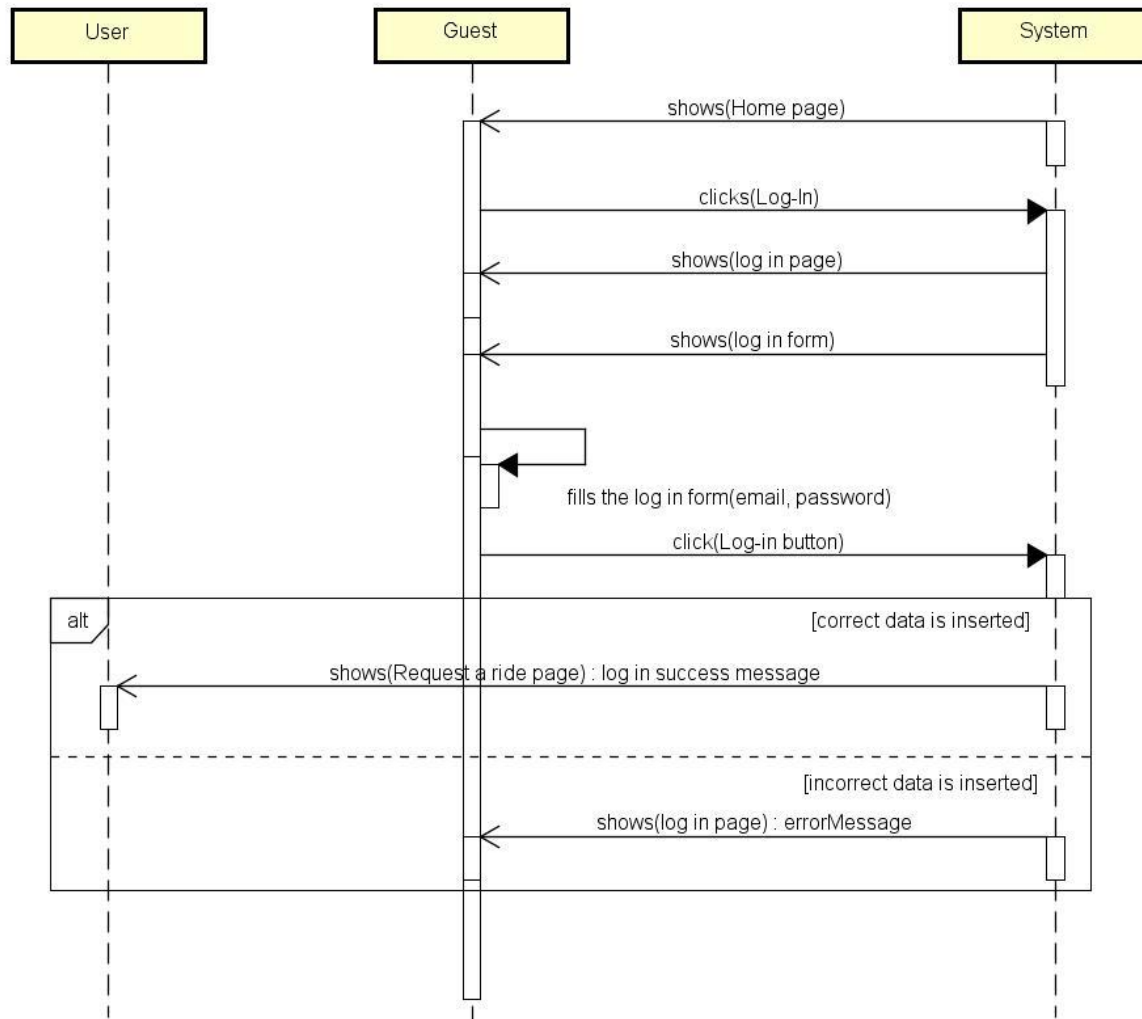 User
Guest
System
shows(Home page)
clicks(Log-In)
shows(log in page)
shows(log in form)
fills the log in form(email, password)
click(Log-in button)
alt
[correct data is inserted]
shows(Request a ride page) : log in success message
[incorrect data is inserted]
shows(log in page) : errorMessage